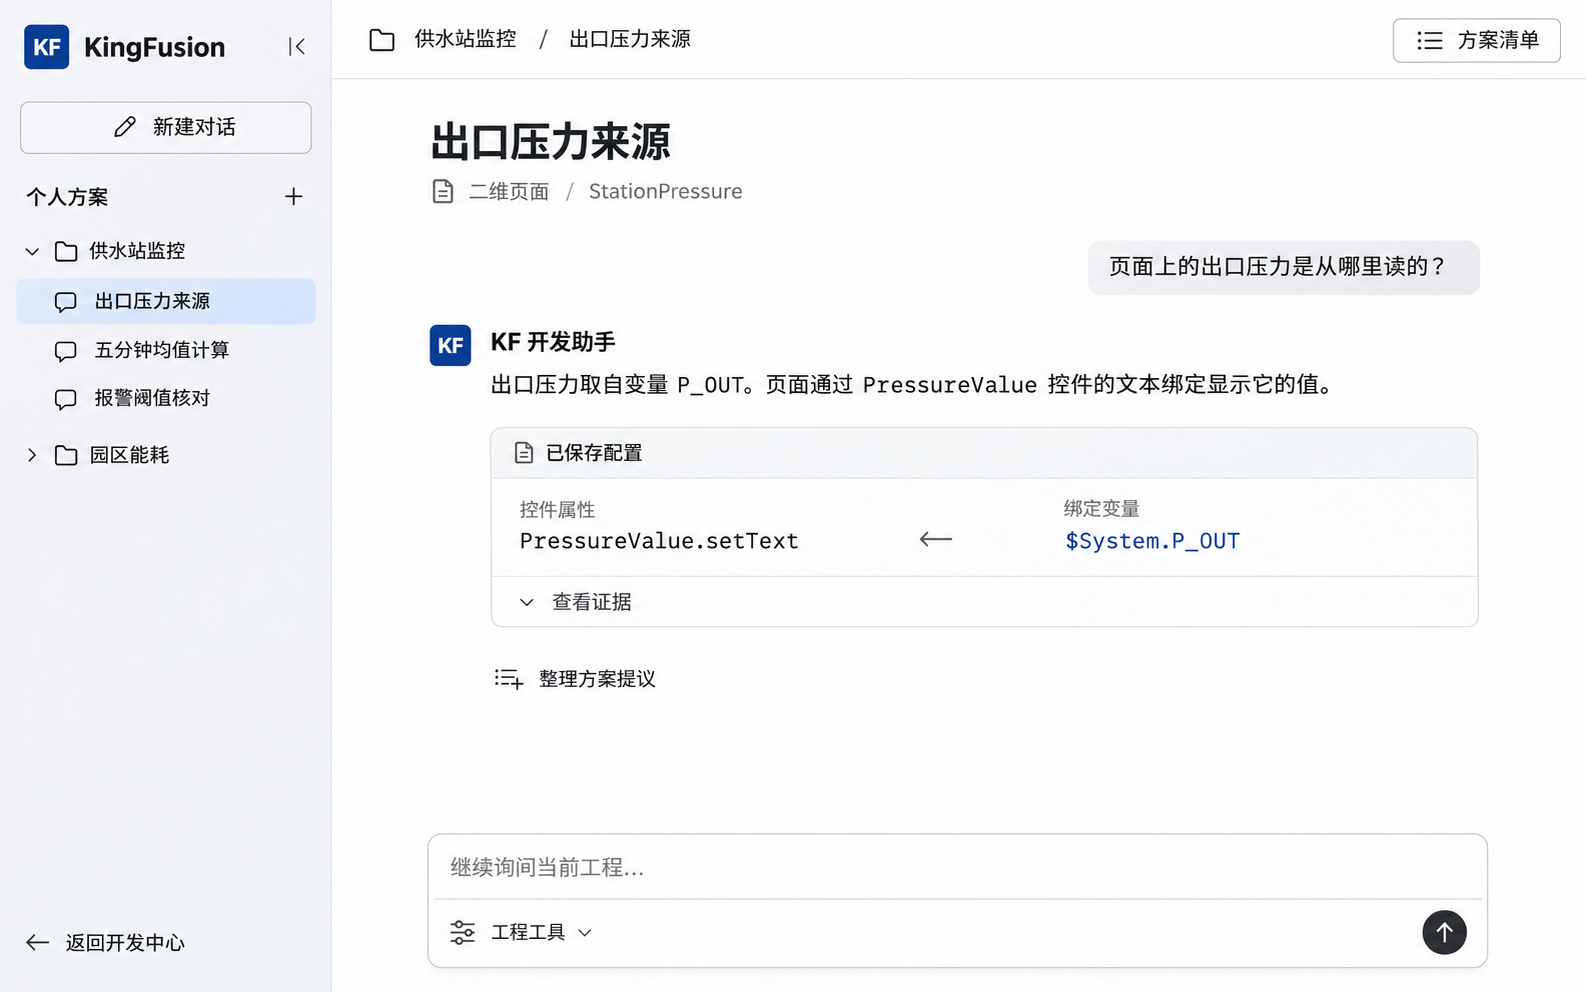 KF KingFusion
新建对话
个人方案
供水站监控
出口压力来源
五分钟均值计算
报警阀值核对
园区能耗
返回开发中心
供水站监控 / 出口压力来源
方案清单
出口压力来源
二维页面 / StationPressure
页面上的出口压力是从哪里读的？
KF KF 开发助手
出口压力取自变量 P_OUT。页面通过 PressureValue 控件的文本绑定显示它的值。
已保存配置
控件属性 绑定变量
PressureValue.setText ← $System.P_OUT
查看证据
整理方案提议
继续询间当前工程...
工程工具